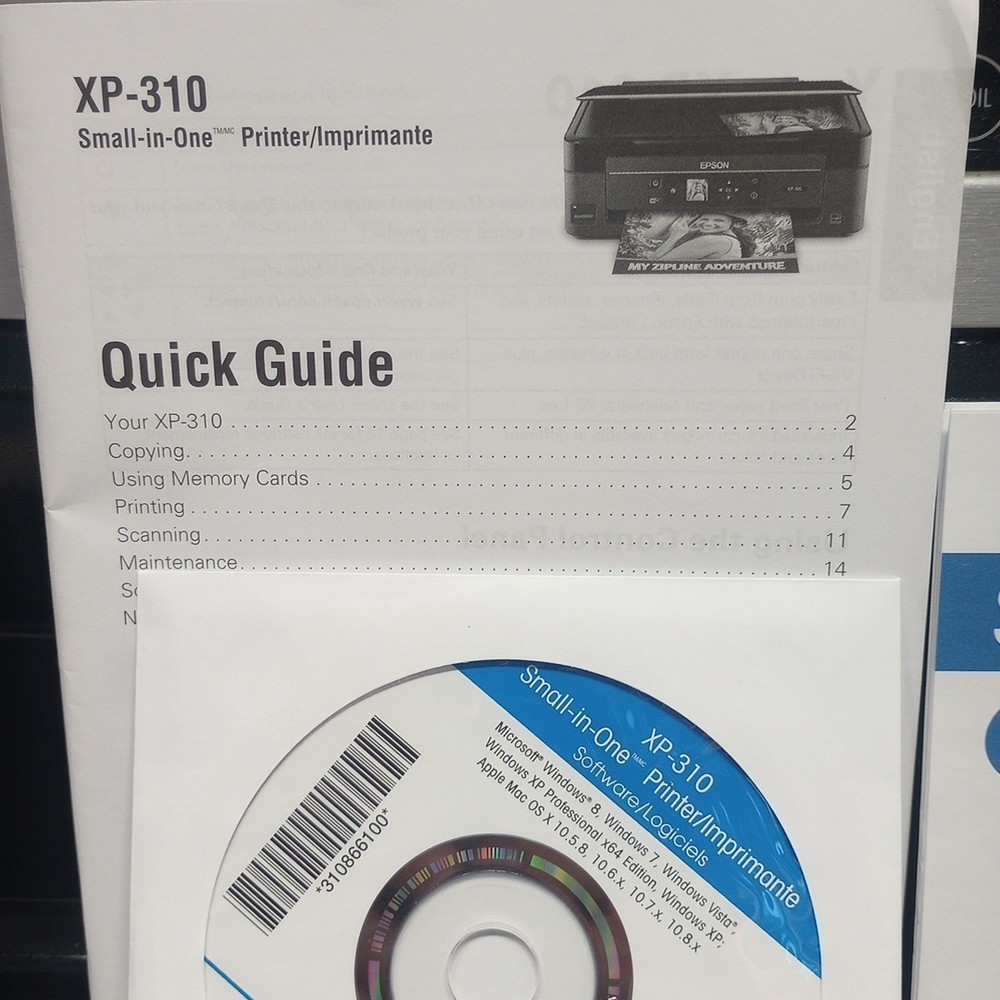 XP-310
Small-in-One™/MC Printer/Imprimante
EPSON
MY ZIPLINE ADVENTURE
Quick Guide
Your XP-310 2
Copying 4
Using Memory Cards 5
Printing 7
Scanning 11
Maintenance 14
XP-310
Small-in-One™/MC Printer/Imprimante
Software/Logiciels
Microsoft® Windows® 8, Windows 7, Windows Vista®,
Windows XP Professional x64 Edition, Windows XP;
Apple Mac OS X 10.5.8, 10.6.x, 10.7.x, 10.8.x
*310866100*